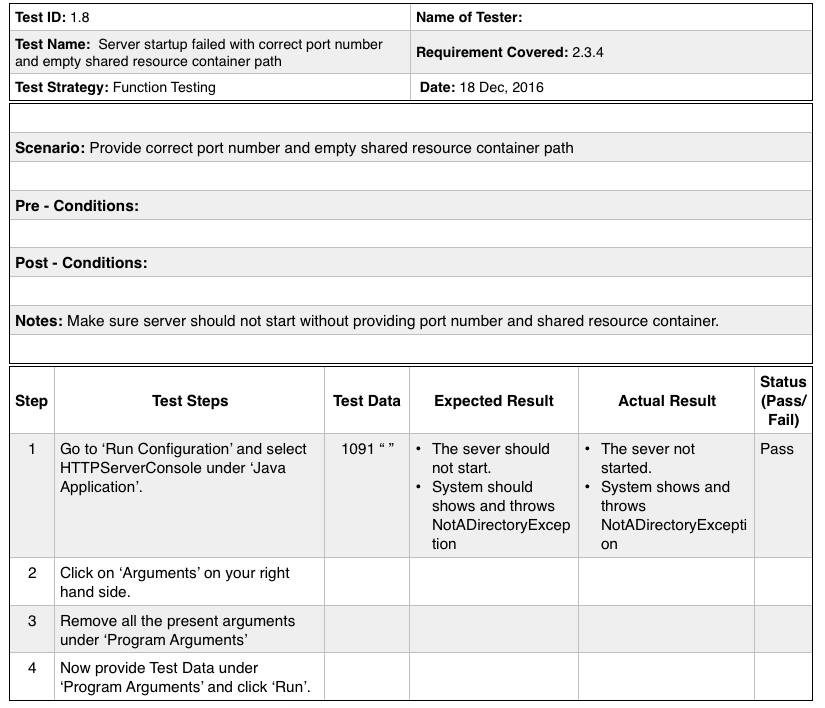 Test ID: 1.8
Name of Tester:
Test Name: Server startup failed with correct port number
and empty shared resource container path
Requirement Covered: 2.3.4
Test Strategy: Function Testing
Date: 18 Dec, 2016
Scenario: Provide correct port number and empty shared resource container path
Pre - Conditions:
Post - Conditions:
Notes: Make sure server should not start without providing port number and shared resource container.
Step
Test Steps
Test Data
Expected Result
Actual Result
Status
(Pass/
Fail)
1
Go to ‘Run Configuration’ and select
HTTPServerConsole under ‘Java
Application’.
1091 “ ”
• The sever should
not start.
• System should
shows and throws
NotADirectoryExcep
tion
• The sever not
started.
• System shows and
throws
NotADirectoryExcepti
on
Pass
2
Click on ‘Arguments’ on your right
hand side.
3
Remove all the present arguments
under ‘Program Arguments’
4
Now provide Test Data under
‘Program Arguments’ and click ‘Run’.